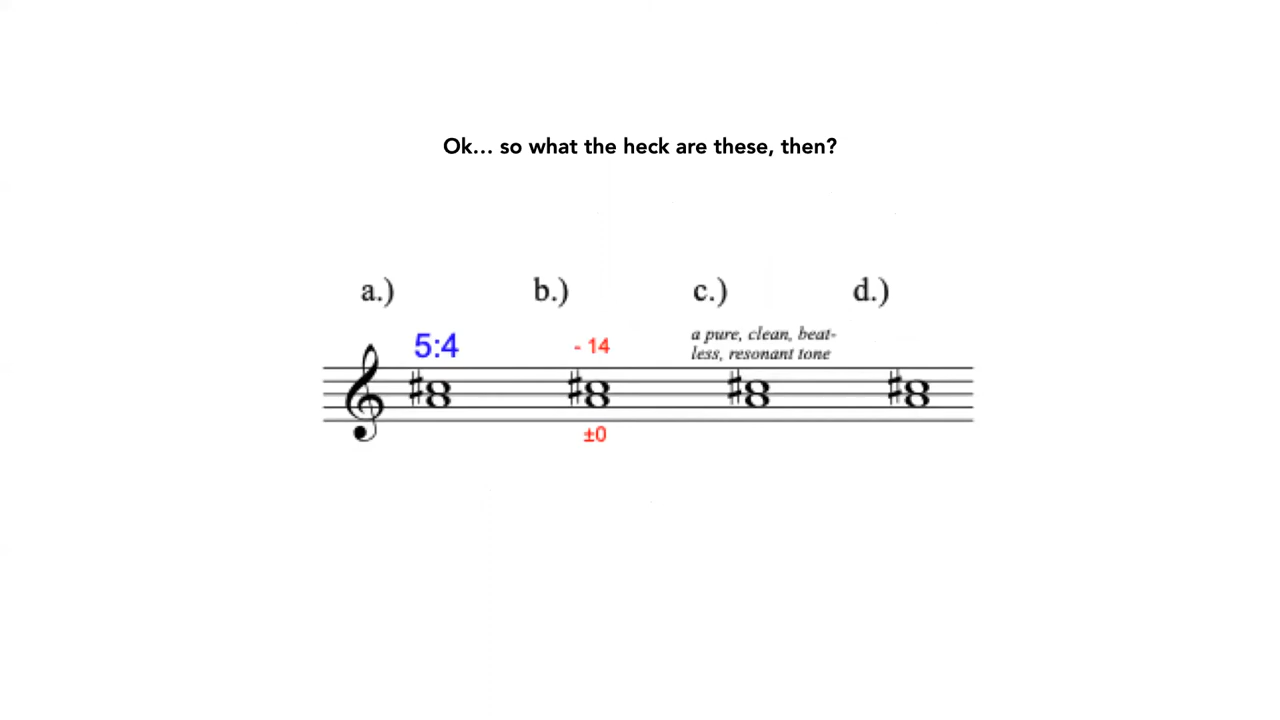 Ok... so what the heck are these, then?
a.) b.) c.) d.)
5:4 - 14 a pure, clean, beat-
less, resonant tone
±0